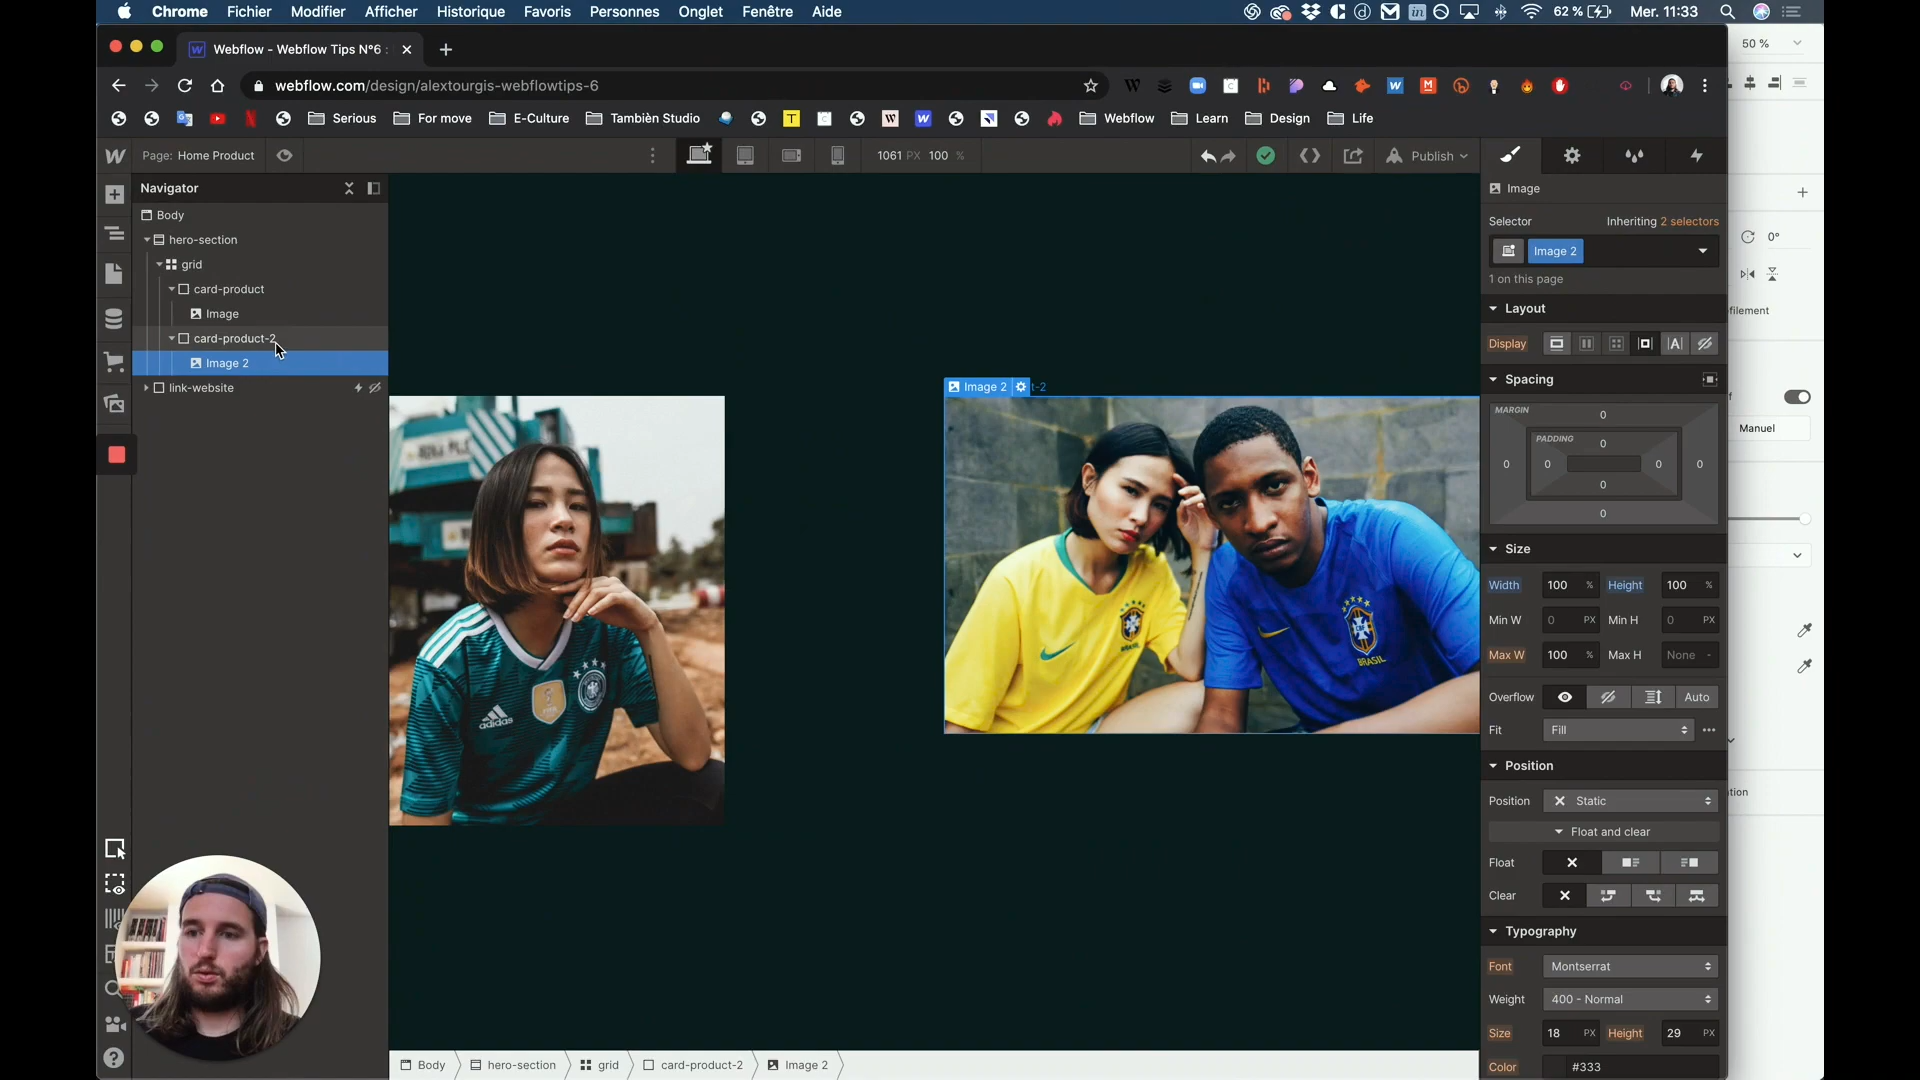 Chrome Fichier Modifier Afficher Historique Favoris Personnes Onglet Fenêtre Aide 62 % Mer. 11:33
Webflow - Webflow Tips N°6 :
50 %
webflow.com/design/alextourgis-webflowtips-6
Serious For move E-Culture Tambièn Studio Webflow Learn Design Life
Page: Home Product 1061 PX 100 % Publish
Navigator
Body
hero-section
grid
card-product
Image
card-product-2
Image 2
link-website
Image 2 t-2
adidas
BRASIL
BRASIL
Body hero-section grid card-product-2 Image 2
Image
Selector Inheriting 2 selectors
Image 2
1 on this page
Layout
Display
Spacing
MARGIN 0
PADDING 0
0 0 0 0
0
0
Size
Width 100 % Height 100 %
Min W 0 PX Min H 0 PX
Max W 100 % Max H None -
Overflow Auto
Fit Fill
Position
Position Static
Float and clear
Float
Clear
Typography
Font Montserrat
Weight 400 - Normal
Size 18 PX Height 29 PX
Color #333
0°
Manuel